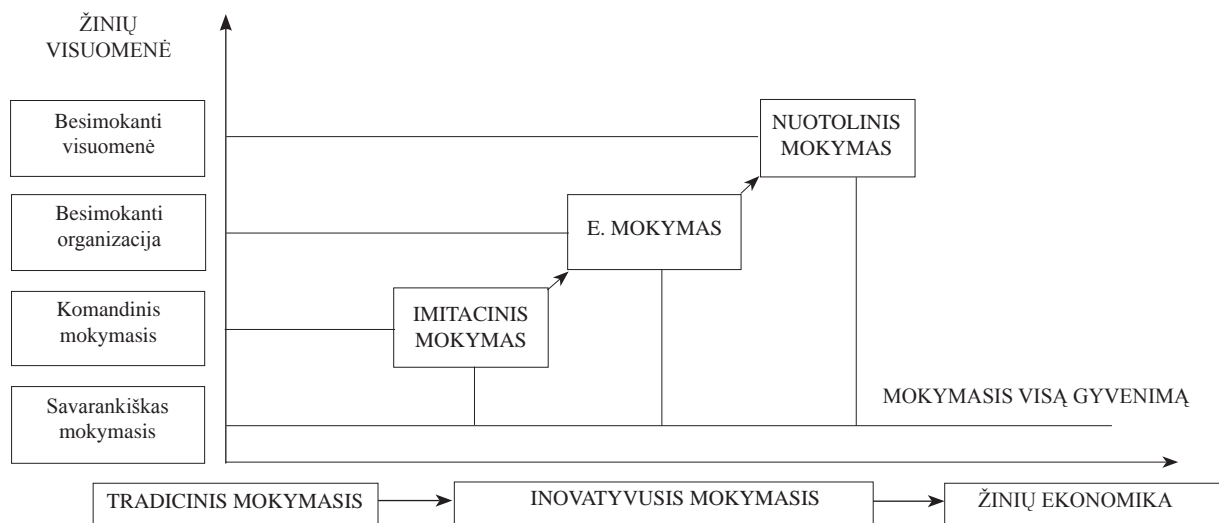 ŽINIŲ
VISUOMENĖ
Besimokanti
visuomenė
NUOTOLINIS
MOKYMAS
Besimokanti
organizacija
E. MOKYMAS
Komandinis
mokymasis
IMITACINIS
MOKYMAS
Savarankiškas
mokymasis
MOKYMASIS VISĄ GYVENIMĄ
TRADICINIS MOKYMASIS
INOVATYVUSIS MOKYMASIS
ŽINIŲ EKONOMIKA